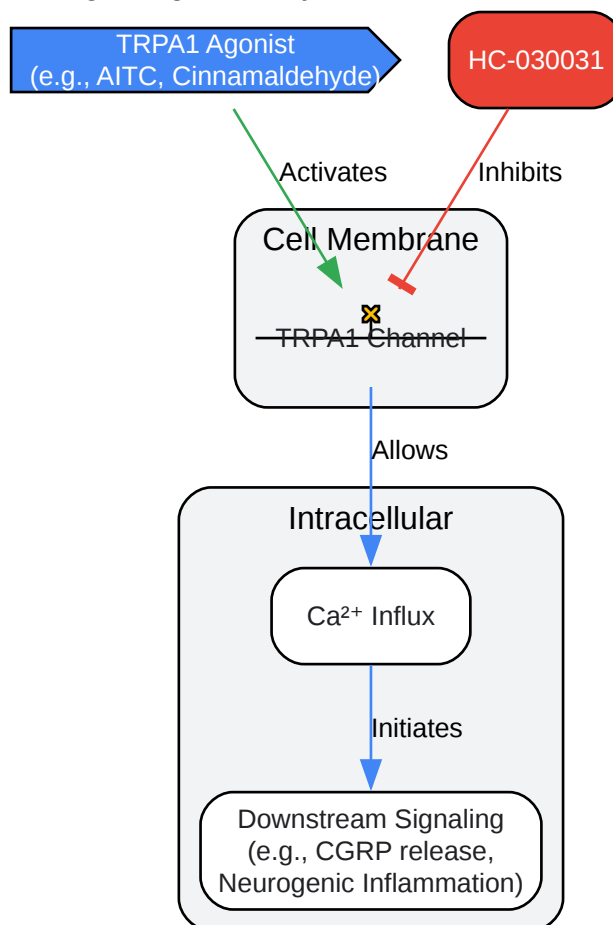 TRPA1 Agonist
(e.g., AITC, Cinnamaldehyde)
HC-030031
Activates
Inhibits
Cell Membrane
TRPA1 Channel
Allows
Intracellular
Ca²⁺ Influx
Initiates
Downstream Signaling
(e.g., CGRP release,
Neurogenic Inflammation)